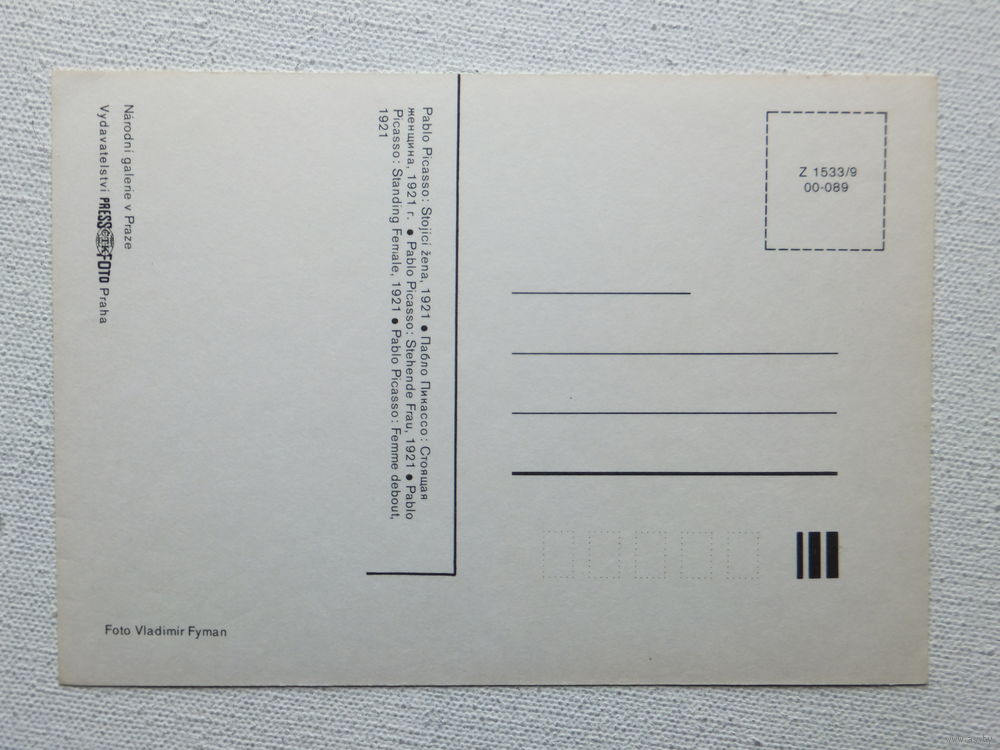 Pablo Picasso: Stojící žena, 1921 ● Пабло Пикассо: Стоящая
женщина, 1921 г. ● Pablo Picasso: Stehende Frau, 1921 ● Pablo
Picasso: Standing Female, 1921 ● Pablo Picasso: Femme debout,
1921
Národní galerie v Praze
Vydavatelství PRESSFOTO Praha
Foto Vladimír Fyman
Z 1533/9
00-089